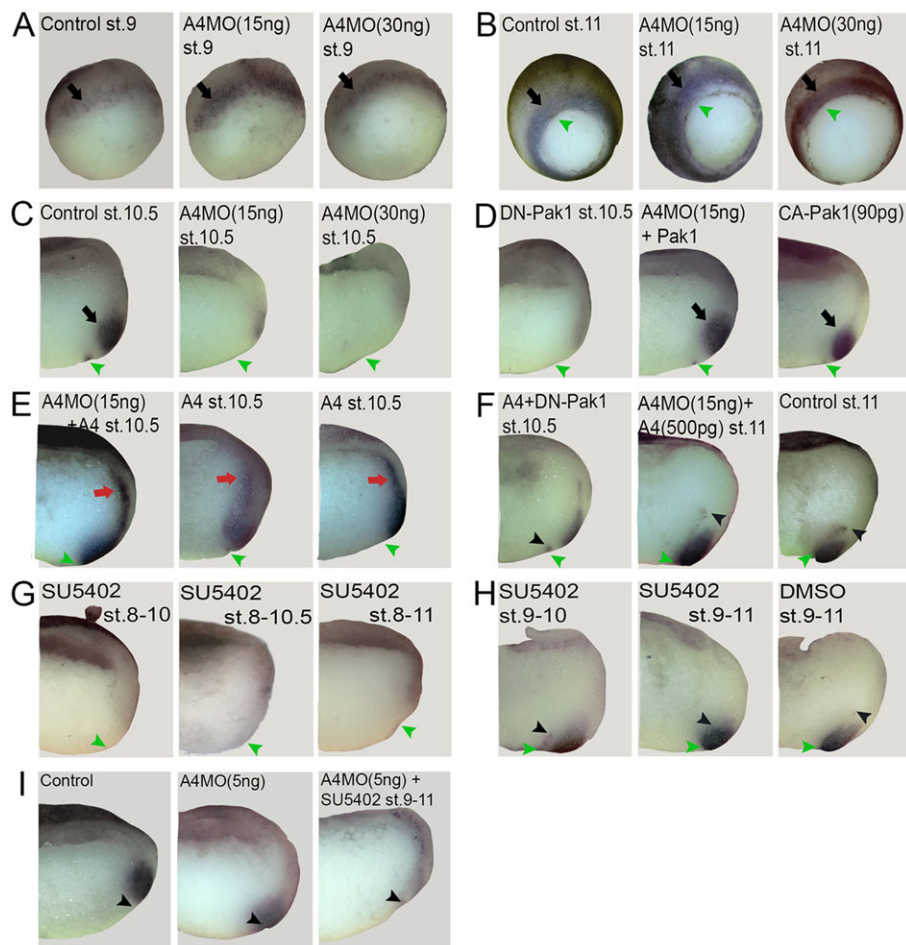 A
Control st.9
A4MO(15ng)
st.9
A4MO(30ng)
st.9
B
Control st.11
A4MO(15ng)
st.11
A4MO(30ng)
st.11
C
Control st.10.5
A4MO(15ng)
st.10.5
A4MO(30ng)
st.10.5
D
DN-Pak1 st.10.5
A4MO(15ng)
+ Pak1
CA-Pak1(90pg)
E
A4MO(15ng)
+A4 st.10.5
A4 st.10.5
A4 st.10.5
F
A4+DN-Pak1
st.10.5
A4MO(15ng)+
A4(500pg) st.11
Control st.11
G
SU5402
st.8-10
SU5402
st.8-10.5
SU5402
st.8-11
H
SU5402
st.9-10
SU5402
st.9-11
DMSO
st.9-11
I
Control
A4MO(5ng)
A4MO(5ng) +
SU5402 st.9-11